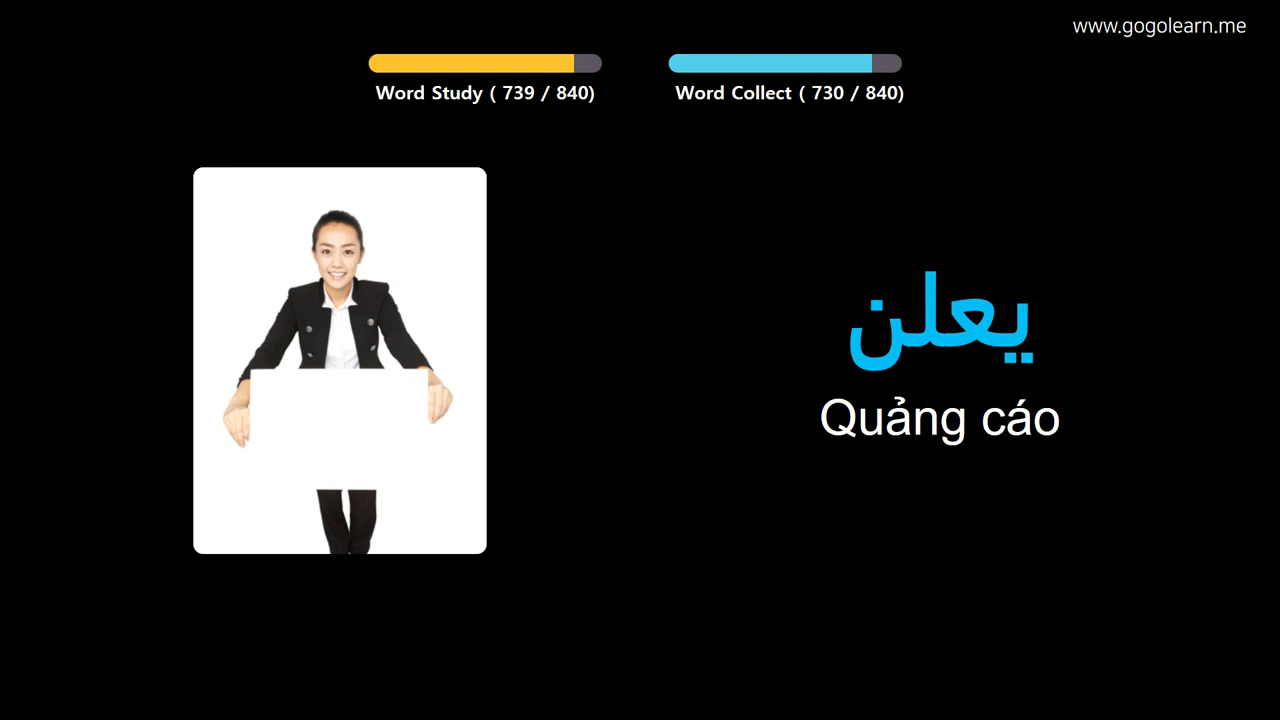 www.gogolearn.me
Word Study ( 739 / 840)
Word Collect ( 730 / 840)
يعلن
Quảng cáo